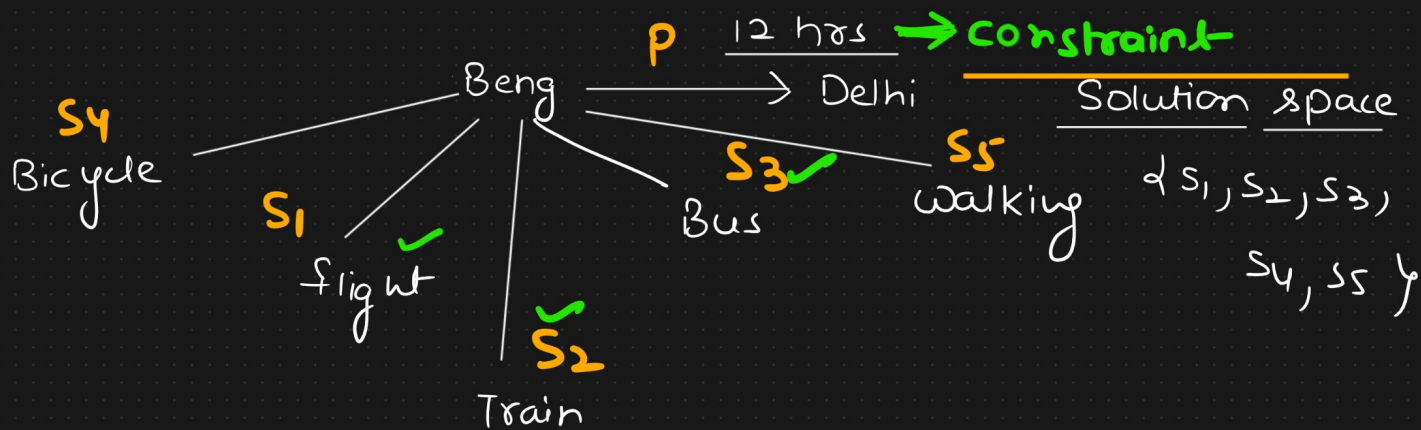 P 12 hrs → constraint
Beng → Delhi
Solution space
S4
Bicycle
S1
flight ✓
✓
S2
Train
S3 ✓
Bus
S5
Walking
{ S1, S2, S3,
S4, S5 }